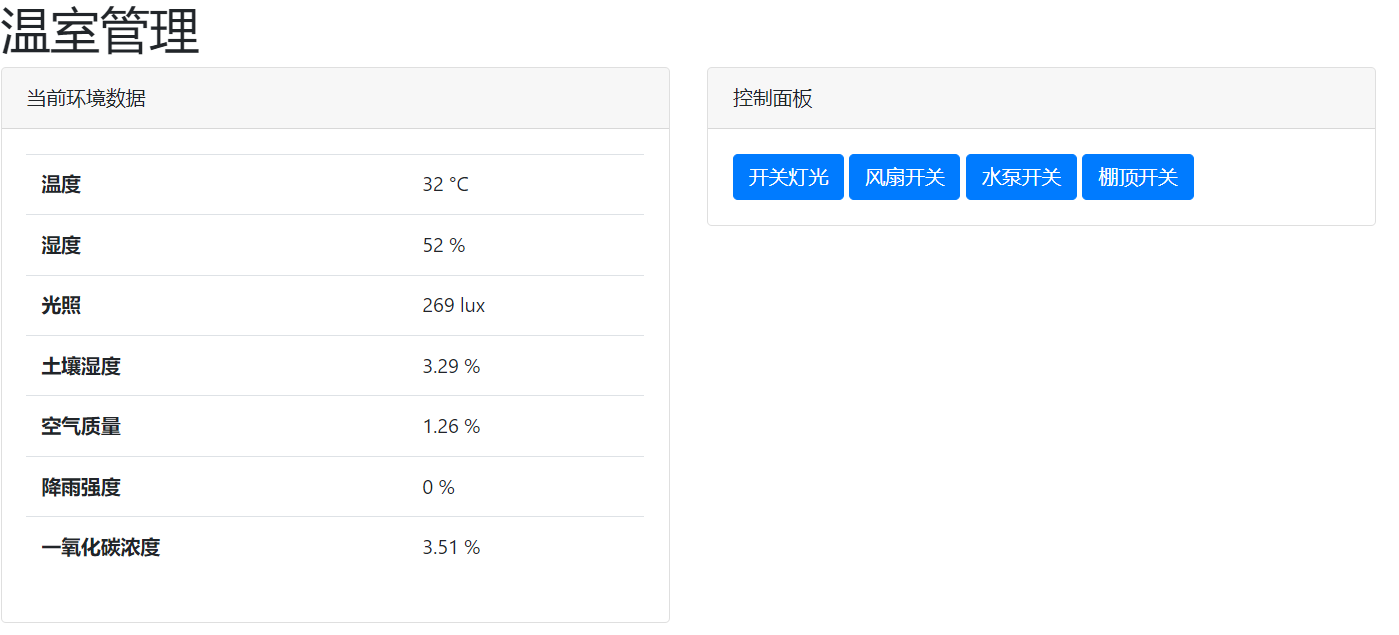 温室管理
当前环境数据
温度 32 °C
湿度 52 %
光照 269 lux
土壤湿度 3.29 %
空气质量 1.26 %
降雨强度 0 %
一氧化碳浓度 3.51 %
控制面板
开关灯光 风扇开关 水泵开关 棚顶开关